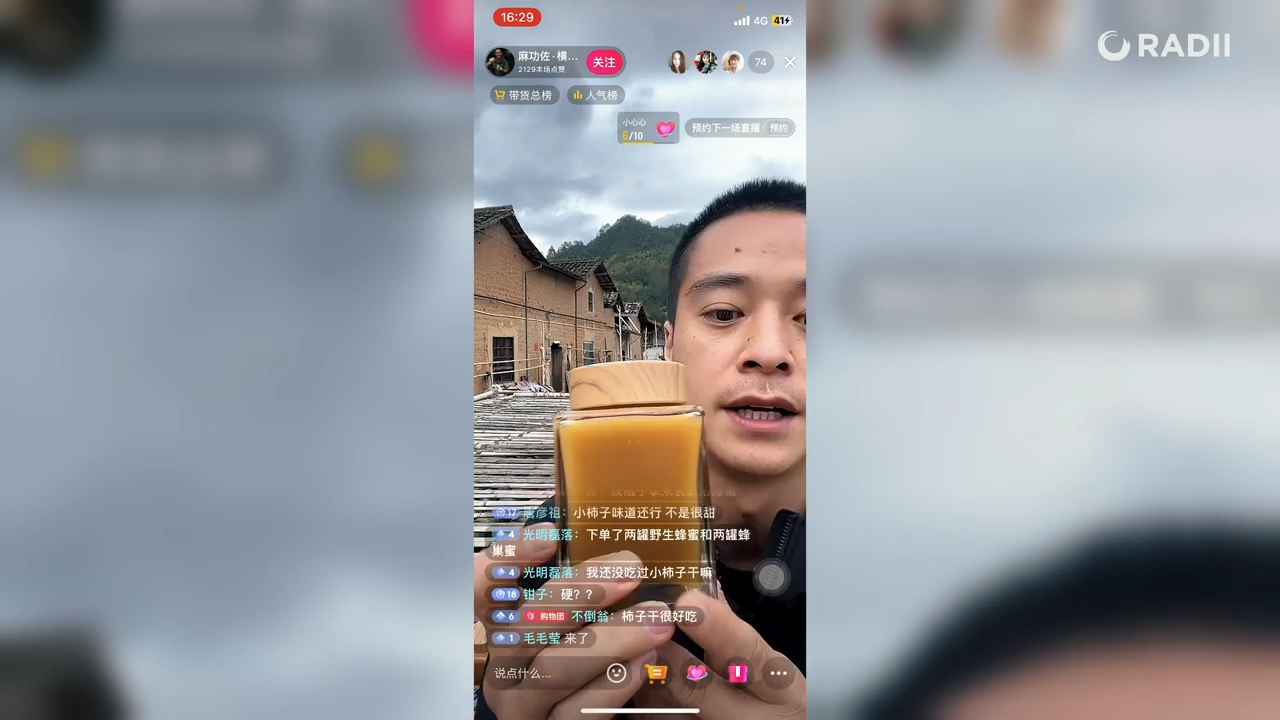 16:29
4G
41
RADII
麻功佐·横...
2129本场点赞
关注
74
带货总榜
人气榜
小心心
6/10
预约下一场直播
预约
17 唐彦祖：小柿子味道还行 不是很甜
4 光明磊落：下单了两罐野生蜂蜜和两罐蜂
巢蜜
4 光明磊落：我还没吃过小柿子干嘛
18 钳子：硬？？
6 3 购物团 不倒翁：柿子干很好吃
1 毛毛莹 来了
说点什么...